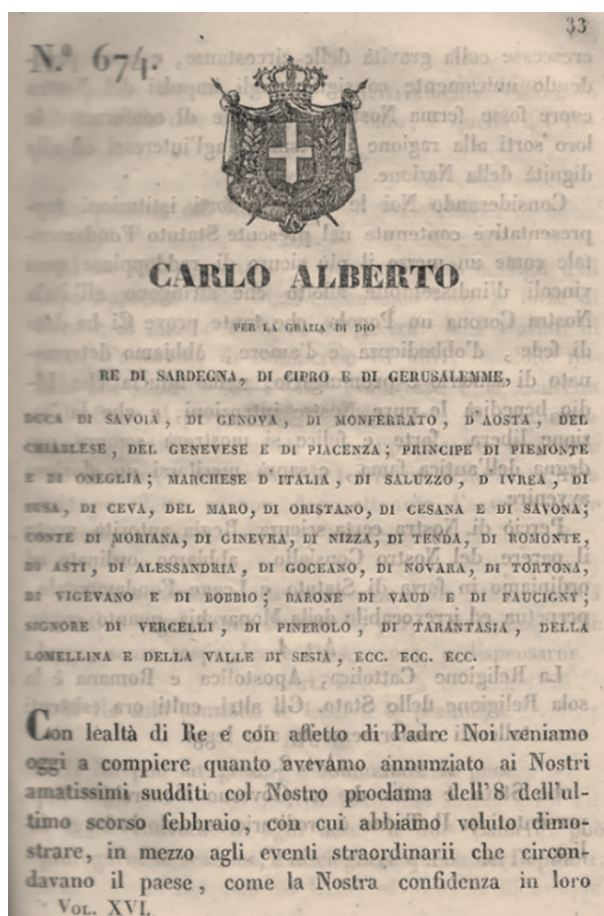 33
N.º 674.
CARLO ALBERTO
PER LA GRAZIA DI DIO
RE DI SARDEGNA, DI CIPRO E DI GERUSALEMME,
DUCA DI SAVOIA, DI GENOVA, DI MONFERRATO, D'AOSTA, DEL
CHIABLESE, DEL GENEVESE E DI PIACENZA; PRINCIPE DI PIEMONTE
E DI ONEGLIA; MARCHESE D'ITALIA, DI SALUZZO, D'IVREA, DI
SUSA, DI CEVA, DEL MARO, DI ORISTANO, DI CESANA E DI SAVONA;
CONTE DI MORIANA, DI GINEVRA, DI NIZZA, DI TENDA, DI ROMONTE,
DI ASTI, DI ALESSANDRIA, DI GOCEANO, DI NOVARA, DI TORTONA,
DI VIGEVANO E DI BOBBIO; BARONE DI VAUD E DI FAUCIGNY;
SIGNORE DI VERCELLI, DI PINEROLO, DI TARANTASIA, DELLA
LOMELLINA E DELLA VALLE DI SESIA, ECC. ECC. ECC.
Con lealtà di Re e con affetto di Padre Noi veniamo
oggi a compiere quanto avevamo annunziato ai Nostri
amatissimi sudditi col Nostro proclama dell'8 dell'ul-
timo scorso febbraio, con cui abbiamo voluto dimo-
strare, in mezzo agli eventi straordinarii che circon-
davano il paese, come la Nostra confidenza in loro
VOL. XVI.